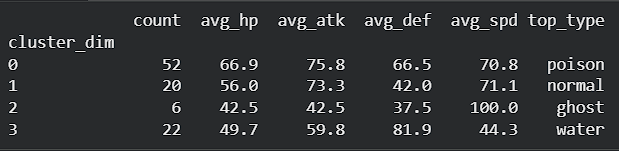 count avg_hp avg_atk avg_def avg_spd top_type
cluster_dim
0 52 66.9 75.8 66.5 70.8 poison
1 20 56.0 73.3 42.0 71.1 normal
2 6 42.5 42.5 37.5 100.0 ghost
3 22 49.7 59.8 81.9 44.3 water